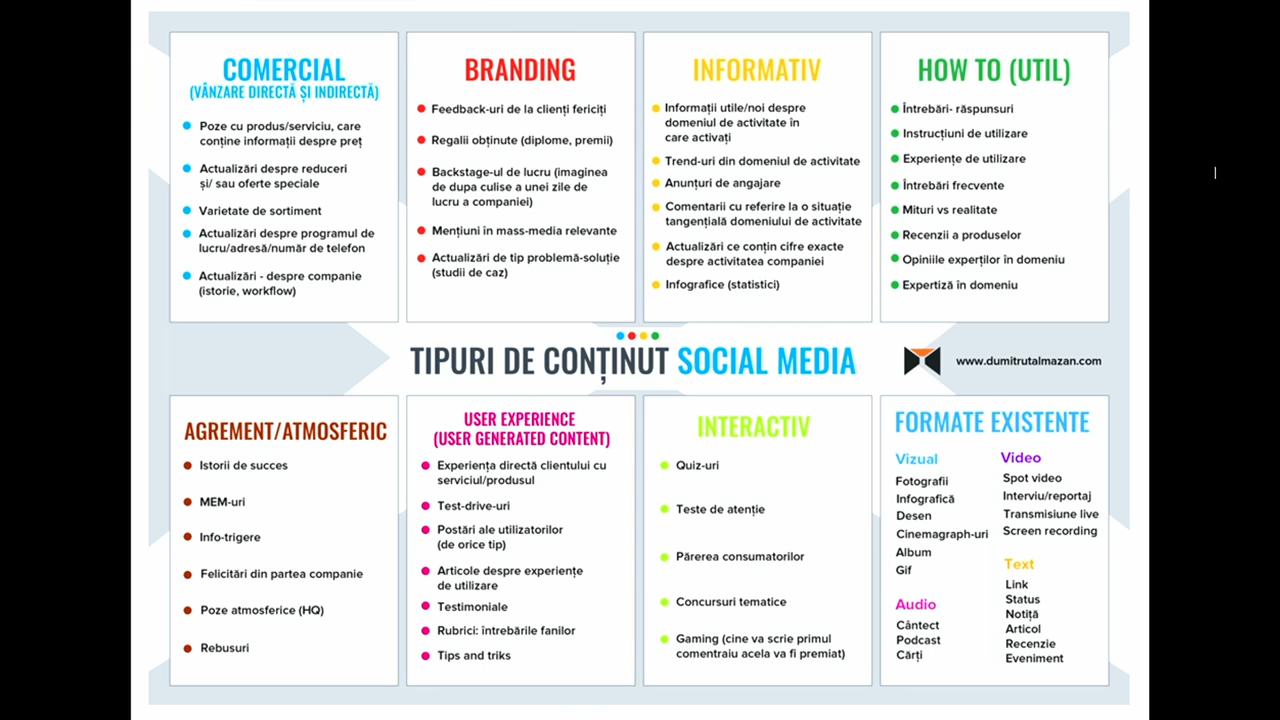 COMERCIAL
(VÂNZARE DIRECTĂ ȘI INDIRECTĂ)
Poze cu produs/serviciu, care
conține informații despre preț
Actualizări despre reduceri
și/ sau oferte speciale
Varietate de sortiment
Actualizări despre programul de
lucru/adresă/număr de telefon
Actualizări - despre companie
(istorie, workflow)
BRANDING
Feedback-uri de la clienți fericiți
Regalii obținute (diplome, premii)
Backstage-ul de lucru (imaginea
de dupa culise a unei zile de
lucru a companiei)
Mențiuni în mass-media relevante
Actualizări de tip problemă-soluție
(studii de caz)
INFORMATIV
Informații utile/noi despre
domeniul de activitate în
care activați
Trend-uri din domeniul de activitate
Anunțuri de angajare
Comentarii cu referire la o situație
tangențială domeniului de activitate
Actualizări ce conțin cifre exacte
despre activitatea companiei
Infografice (statistici)
HOW TO (UTIL)
Întrebări- răspunsuri
Instrucțiuni de utilizare
Experiențe de utilizare
Întrebări frecvente
Mituri vs realitate
Recenzii a produselor
Opiniile experților în domeniu
Expertiză în domeniu
TIPURI DE CONȚINUT SOCIAL MEDIA
www.dumitrutalmazan.com
AGREMENT/ATMOSFERIC
Istorii de succes
MEM-uri
Info-trigere
Felicitări din partea companie
Poze atmosferice (HQ)
Rebusuri
USER EXPERIENCE
(USER GENERATED CONTENT)
Experiența directă clientului cu
serviciul/produsul
Test-drive-uri
Postări ale utilizatorilor
(de orice tip)
Articole despre experiențe
de utilizare
Testimoniale
Rubrici: întrebările fanilor
Tips and triks
INTERACTIV
Quiz-uri
Teste de atenție
Părerea consumatorilor
Concursuri tematice
Gaming (cine va scrie primul
comentraiu acela va fi premiat)
FORMATE EXISTENTE
Vizual
Fotografii
Infografică
Desen
Cinemagraph-uri
Album
Gif
Audio
Cântect
Podcast
Cărți
Video
Spot video
Interviu/reportaj
Transmisiune live
Screen recording
Text
Link
Status
Notiță
Articol
Recenzie
Eveniment